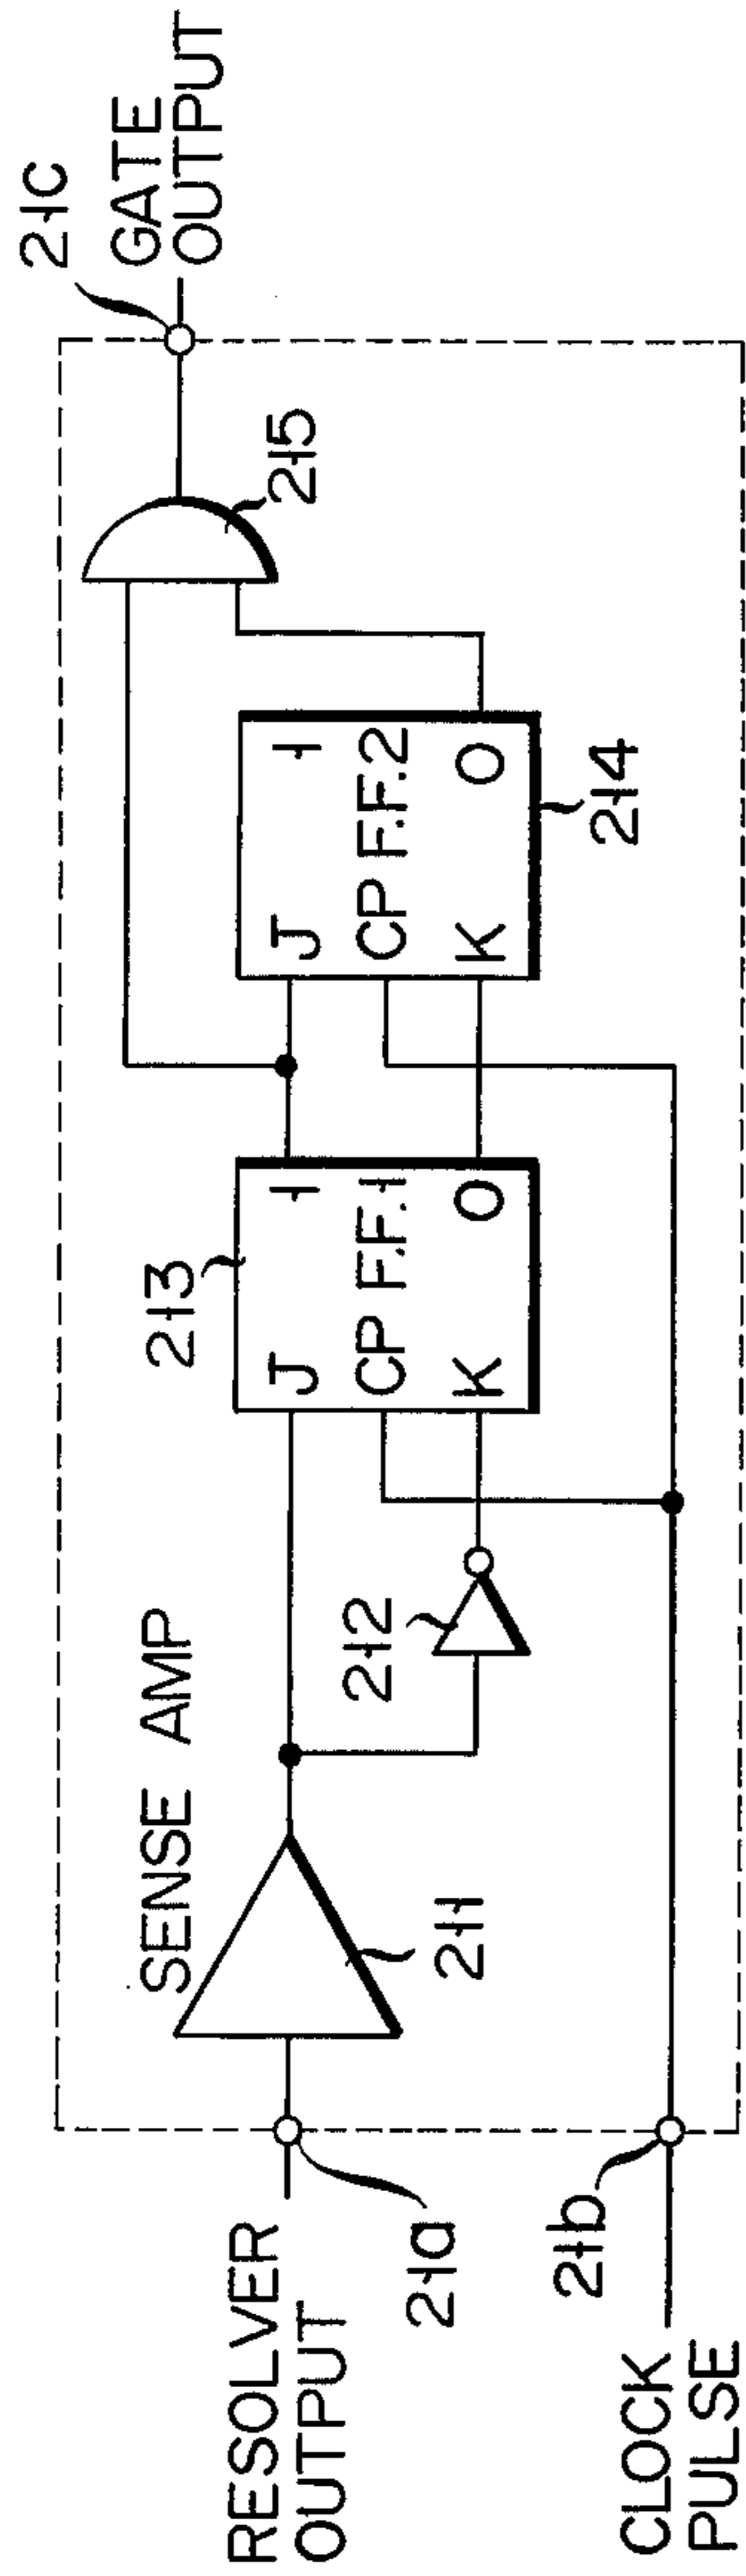 RESOLVER
OUTPUT
21a
SENSE AMP
211
212
213
J
1
CP F.F.1
K
0
J
1
CP F.F.2
K
0
214
215
21c
GATE
OUTPUT
CLOCK
PULSE
21b